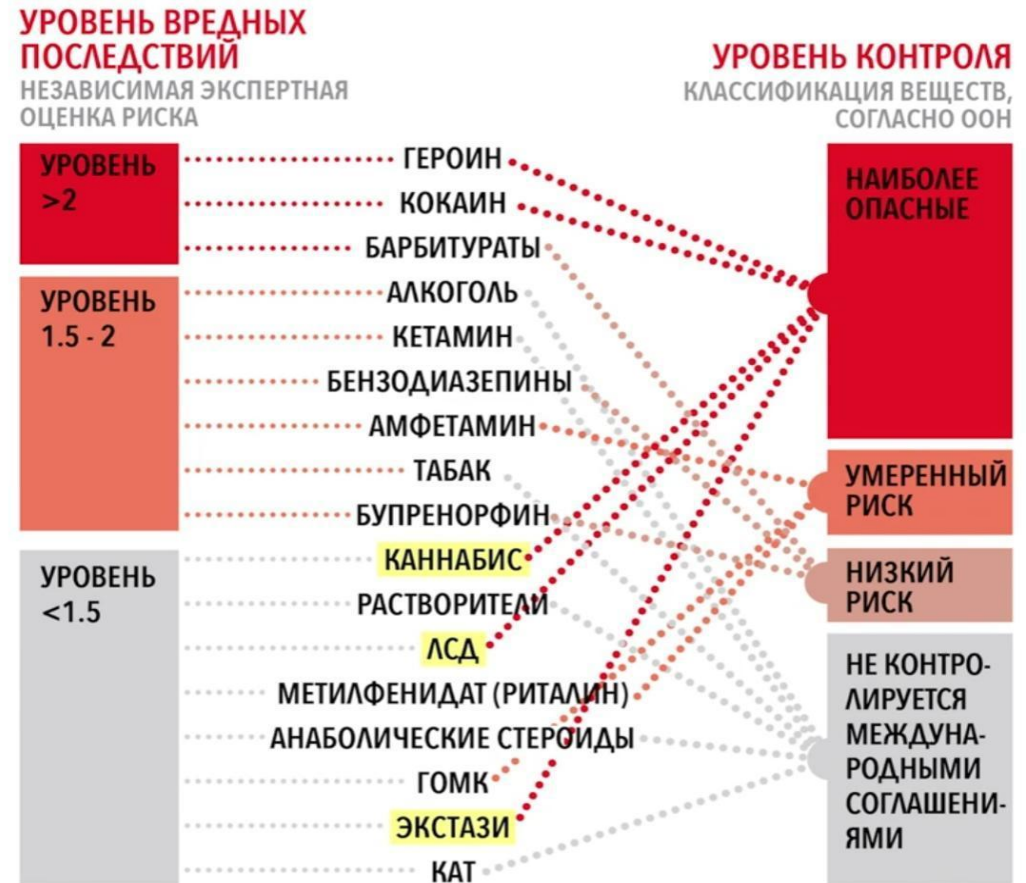 УРОВЕНЬ ВРЕДНЫХ
ПОСЛЕДСТВИЙ
НЕЗАВИСИМАЯ ЭКСПЕРТНАЯ
ОЦЕНКА РИСКА
УРОВЕНЬ КОНТРОЛЯ
КЛАССИФИКАЦИЯ ВЕЩЕСТВ,
СОГЛАСНО ООН
УРОВЕНЬ
>2
УРОВЕНЬ
1.5 - 2
УРОВЕНЬ
<1.5
ГЕРОИН
КОКАИН
БАРБИТУРАТЫ
АЛКОГОЛЬ
КЕТАМИН
БЕНЗОДИАЗЕПИНЫ
АМФЕТАМИН
ТАБАК
БУПРЕНОРФИН
КАННАБИС
РАСТВОРИТЕЛИ
ЛСД
МЕТИЛФЕНИДАТ (РИТАЛИН)
АНАБОЛИЧЕСКИЕ СТЕРОИДЫ
ГОМК
ЭКСТАЗИ
КАТ
НАИБОЛЕЕ
ОПАСНЫЕ
УМЕРЕННЫЙ
РИСК
НИЗКИЙ
РИСК
НЕ КОНТРО-
ЛИРУЕТСЯ
МЕЖДУНА-
РОДНЫМИ
СОГЛАШЕНИ-
ЯМИ